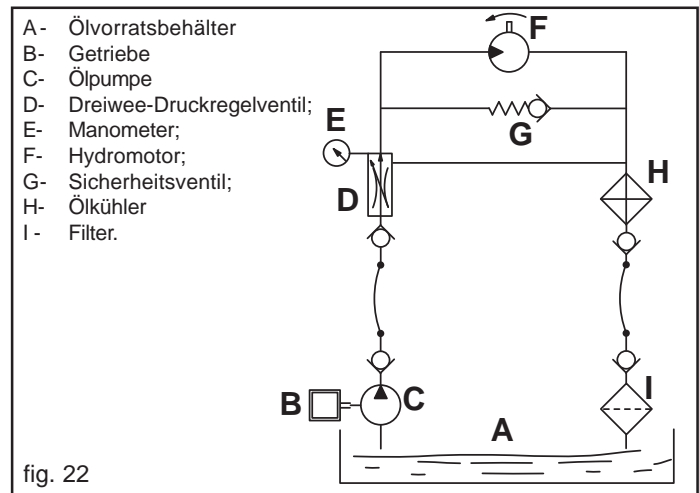 A - Ölvorratsbehälter
B- Getriebe
C- Ölpumpe
D- Dreiwee-Druckregelventil;
E- Manometer;
F- Hydromotor;
G- Sicherheitsventil;
H- Ölkühler
I - Filter.
F
E
G
H
D
B
C
I
A
fig. 22